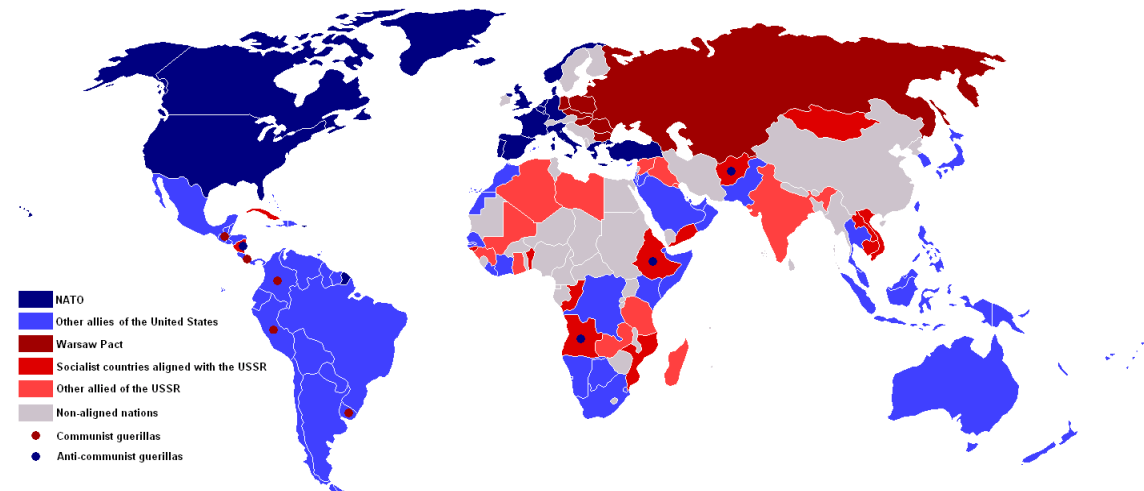 NATO
Other allies of the United States
Warsaw Pact
Socialist countries aligned with the USSR
Other allied of the USSR
Non-aligned nations
Communist guerillas
Anti-communist guerillas